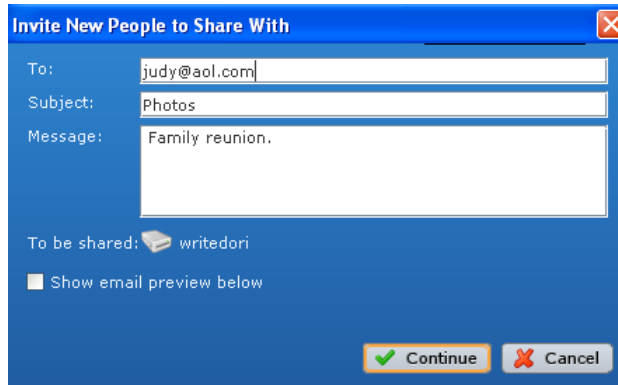 Invite New People to Share With
To: judy@aol.com
Subject: Photos
Message: Family reunion.
To be shared: writedori
Show email preview below
Continue Cancel